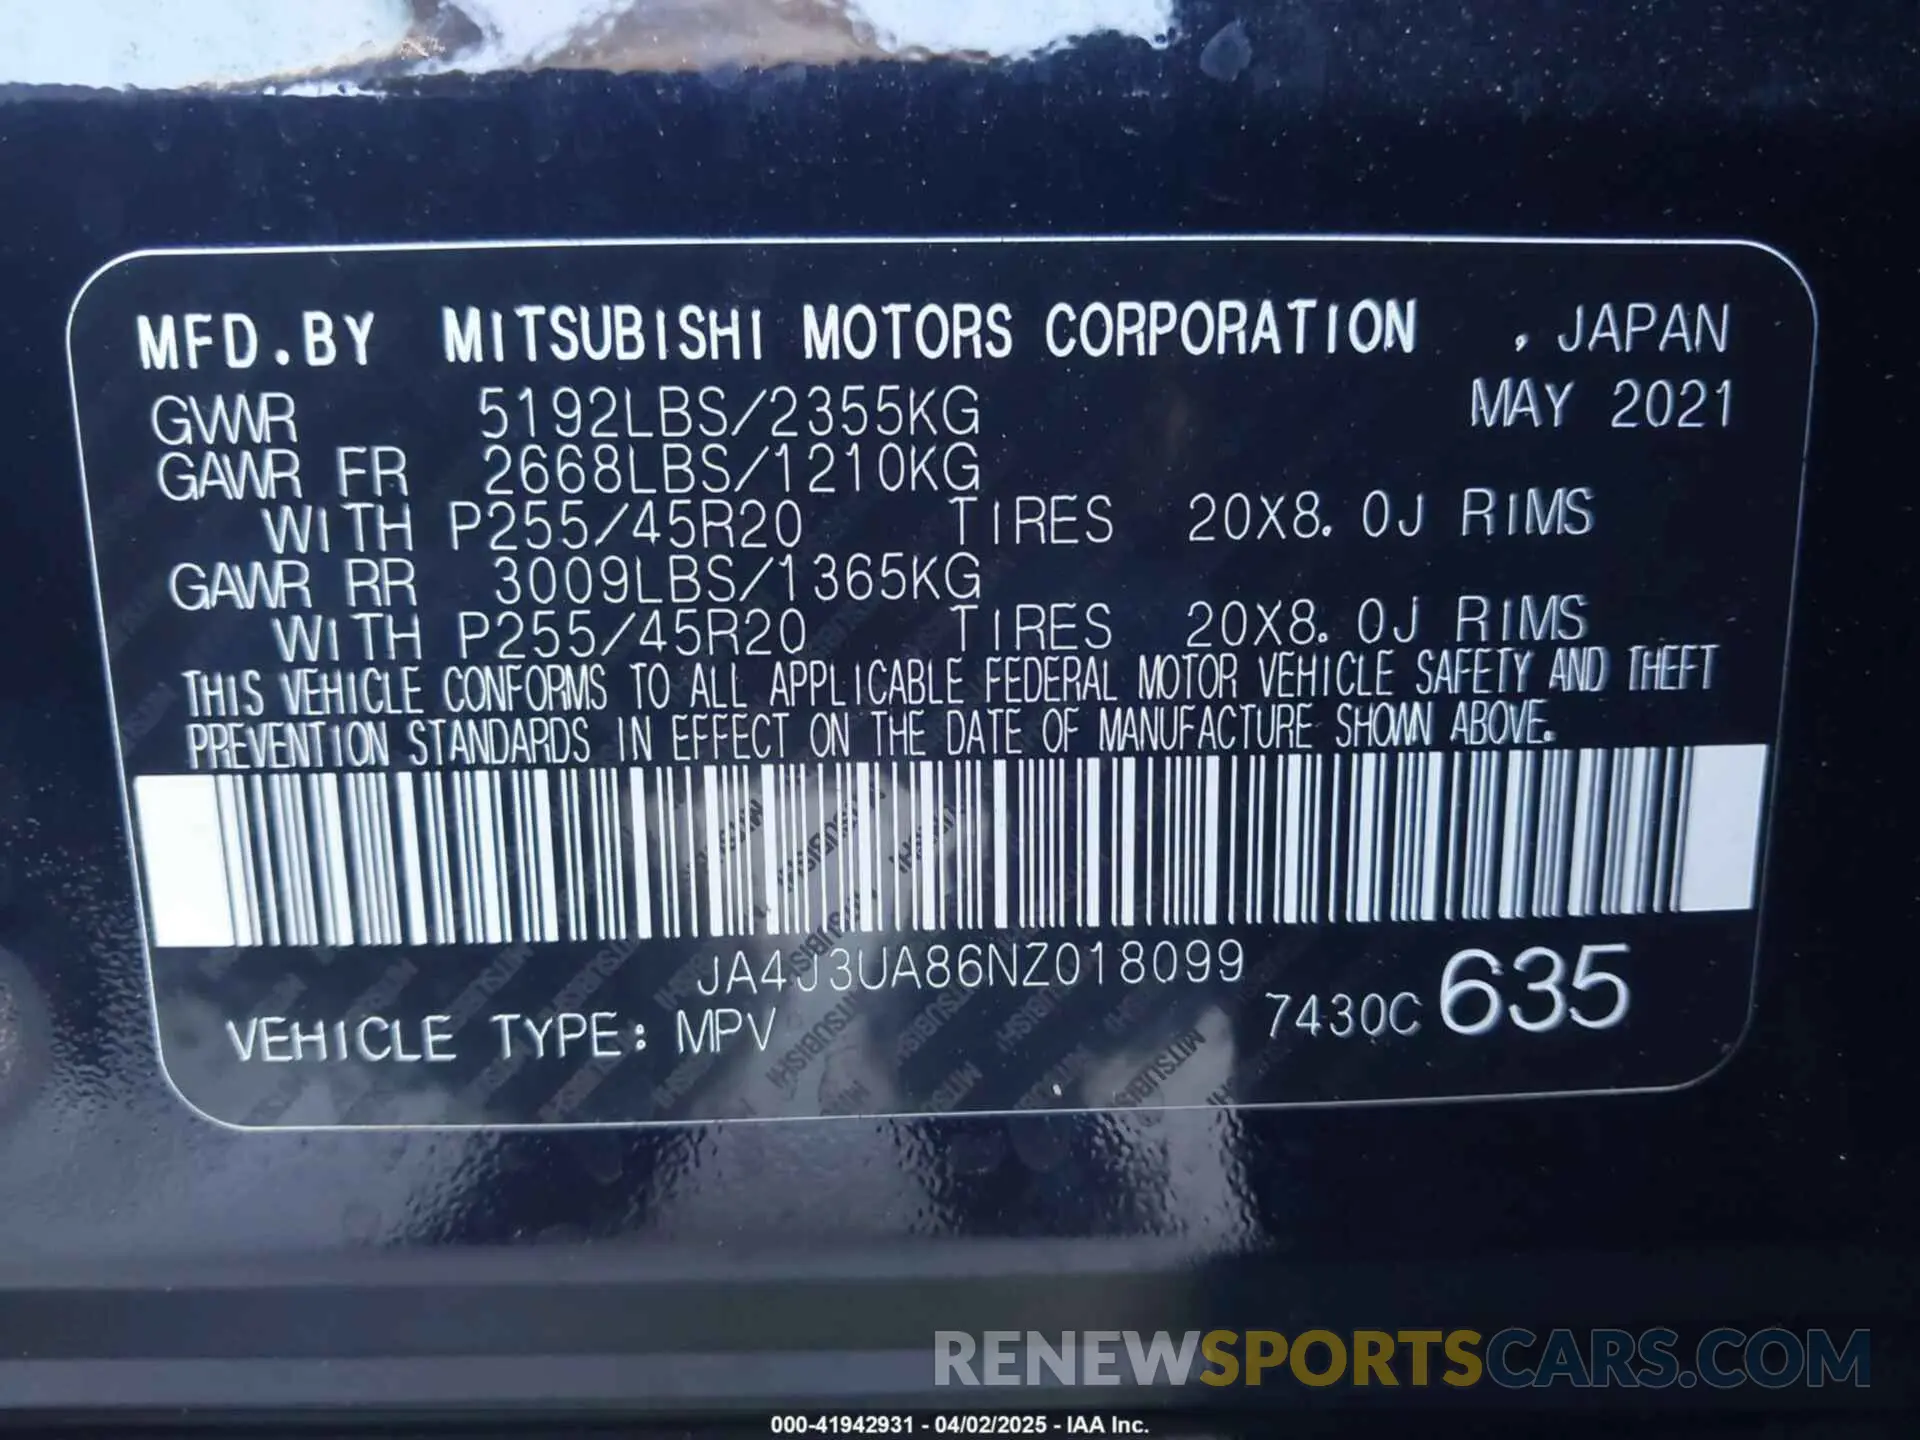 MFD.BY MITSUBISHI MOTORS CORPORATION , JAPAN
GVWR 5192LBS/2355KG MAY 2021
GAWR FR 2668LBS/1210KG
WITH P255/45R20 TIRES 20X8.0J RIMS
GAWR RR 3009LBS/1365KG
WITH P255/45R20 TIRES 20X8.0J RIMS
THIS VEHICLE CONFORMS TO ALL APPLICABLE FEDERAL MOTOR VEHICLE SAFETY AND THEFT
PREVENTION STANDARDS IN EFFECT ON THE DATE OF MANUFACTURE SHOWN ABOVE.
JA4J3UA86NZ018099
VEHICLE TYPE: MPV 7430C 635
RENEWSPORTSCARS.COM
000-41942931 - 04/02/2025 - IAA Inc.